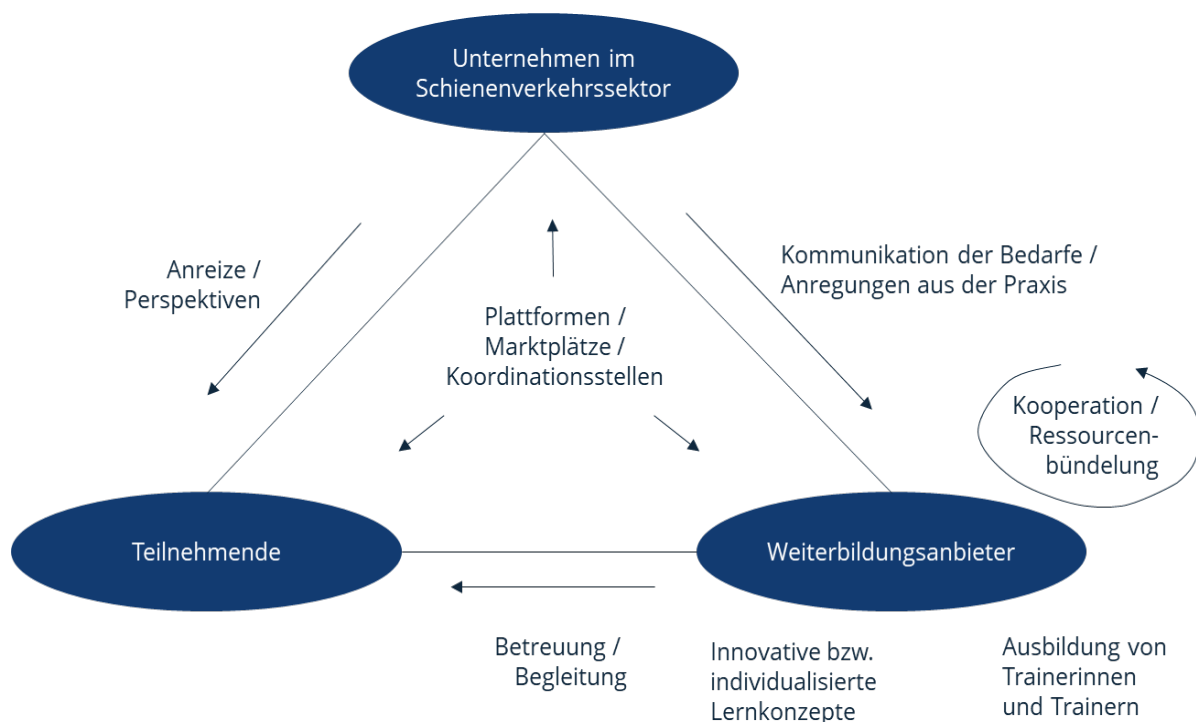 Unternehmen im
Schienenverkehrssektor
Anreize /
Perspektiven
Kommunikation der Bedarfe /
Anregungen aus der Praxis
Plattformen /
Marktplätze /
Koordinationsstellen
Kooperation /
Ressourcen-
bündelung
Teilnehmende
Weiterbildungsanbieter
Betreuung /
Begleitung
Innovative bzw.
individualisierte
Lernkonzepte
Ausbildung von
Trainerinnen
und Trainern